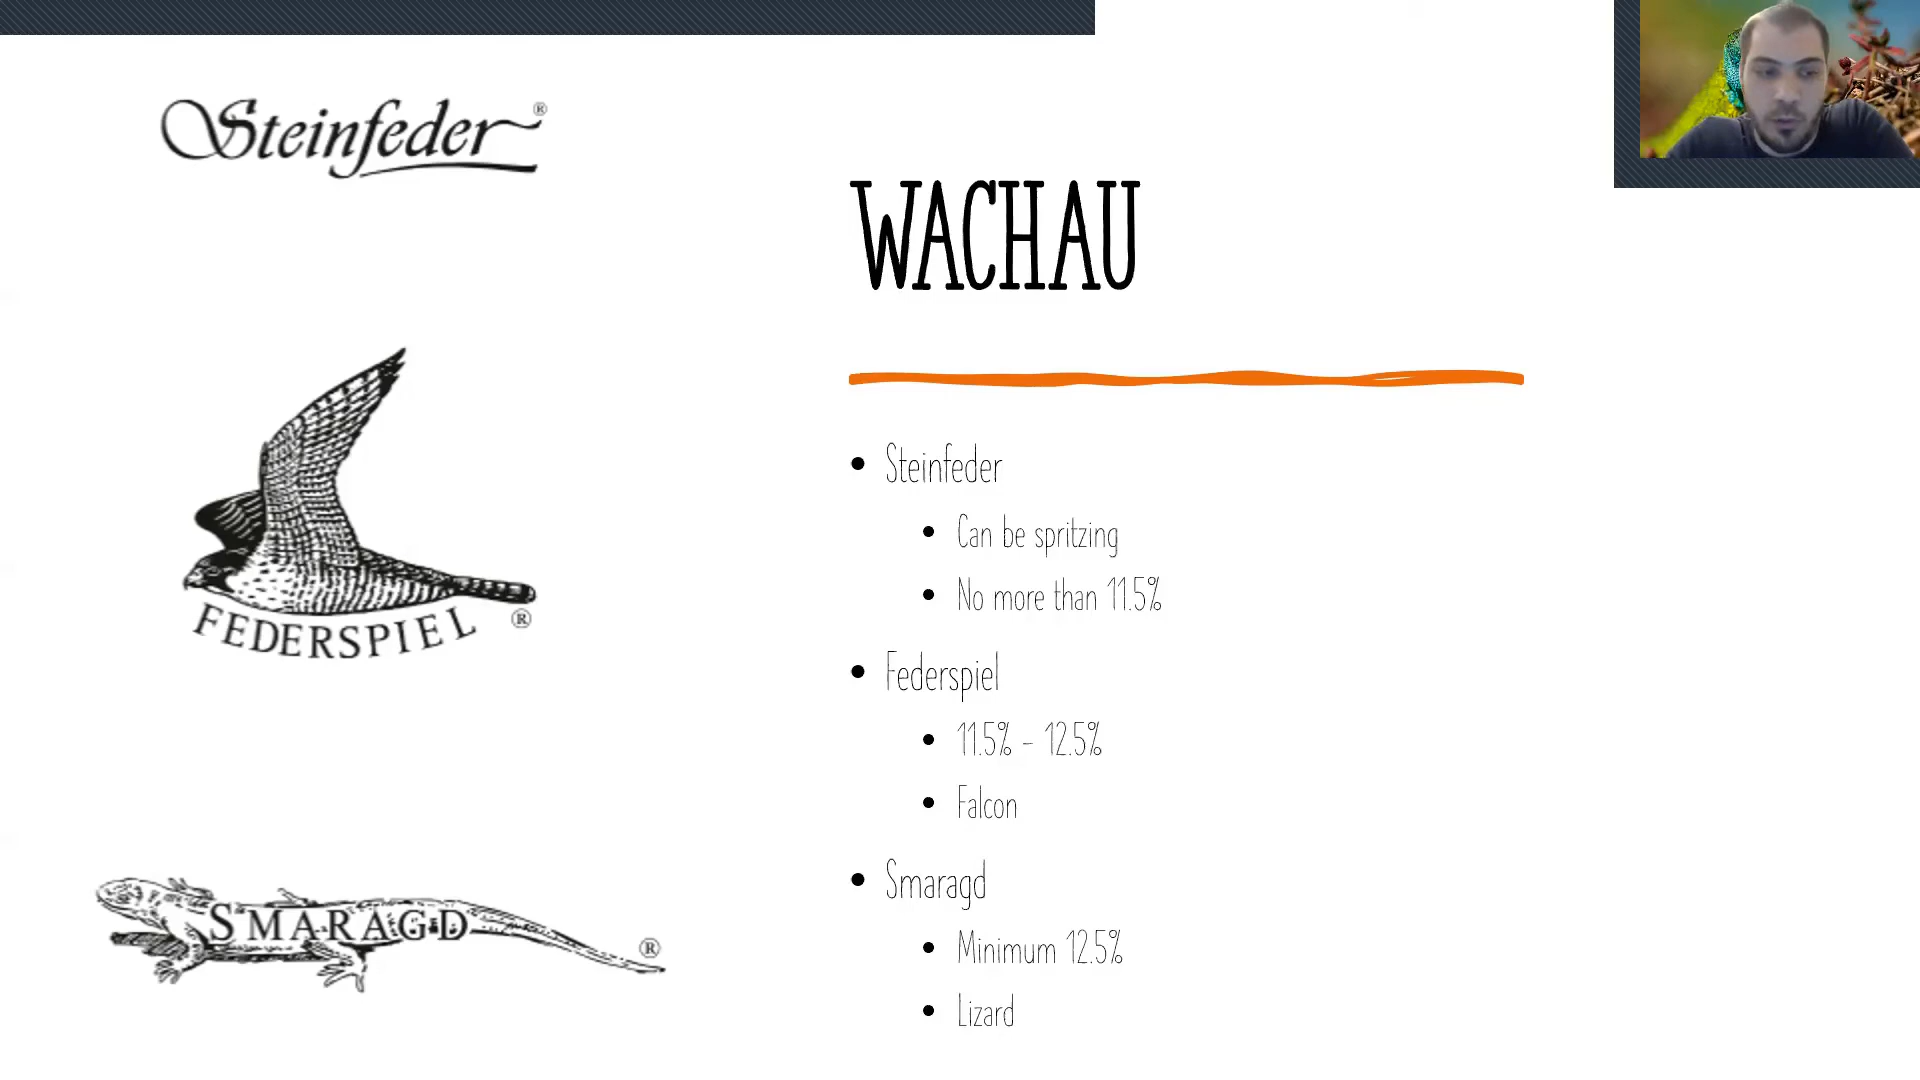 Steinfeder®
FEDERSPIEL®
SMARAGD®
WACHAU
• Steinfeder
• Can be spritzing
• No more than 11.5%
• Federspiel
• 11.5% - 12.5%
• Falcon
• Smaragd
• Minimum 12.5%
• Lizard